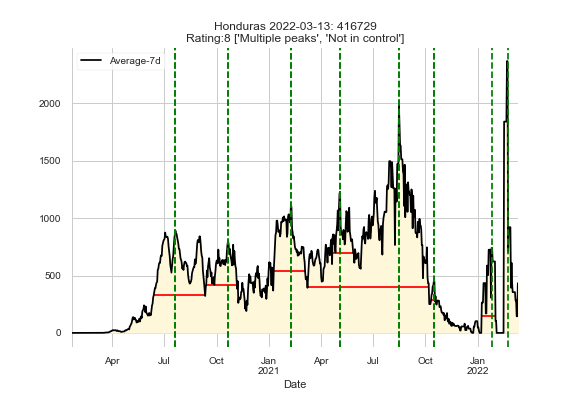 Honduras 2022-03-13: 416729
Rating:8 ['Multiple peaks', 'Not in control']
Average-7d
2000
1500
1000
500
0
Apr Jul Oct Jan Apr Jul Oct Jan
2021 2022
Date